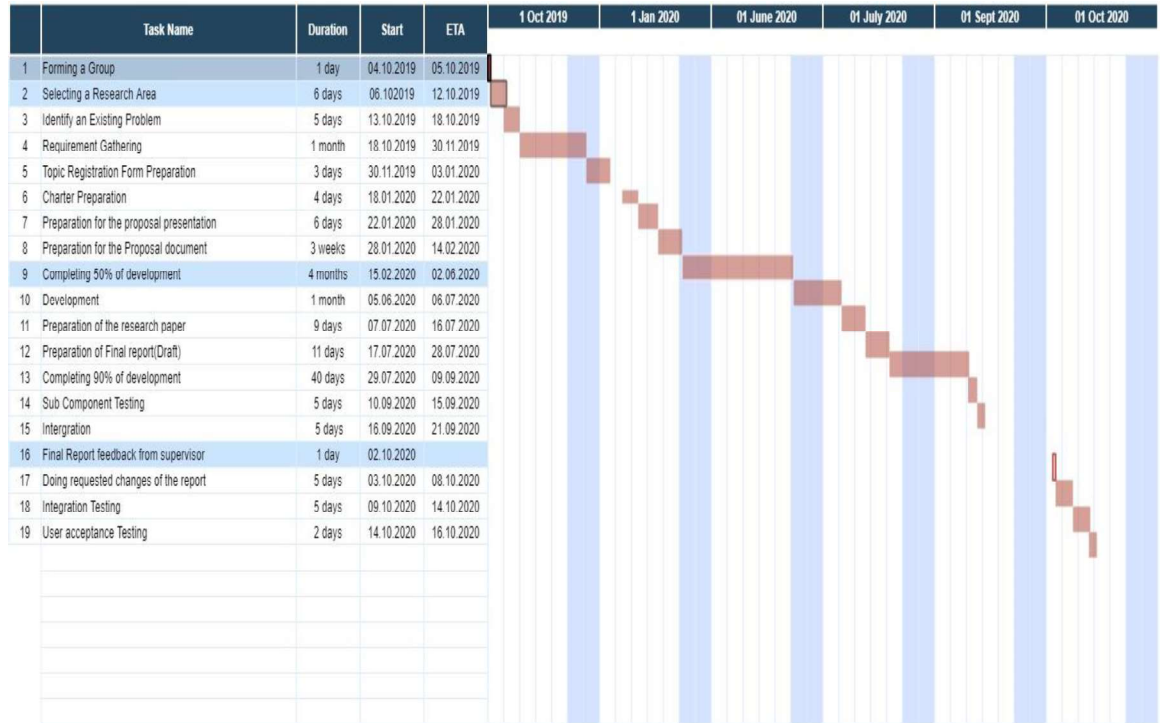 Task Name Duration Start ETA 1 Oct 2019 1 Jan 2020 01 June 2020 01 July 2020 01 Sept 2020 01 Oct 2020
1 Forming a Group 1 day 04.10.2019 05.10.2019
2 Selecting a Research Area 6 days 06.102019 12.10.2019
3 Identify an Existing Problem 5 days 13.10.2019 18.10.2019
4 Requirement Gathering 1 month 18.10.2019 30.11.2019
5 Topic Registration Form Preparation 3 days 30.11.2019 03.01.2020
6 Charter Preparation 4 days 18.01.2020 22.01.2020
7 Preparation for the proposal presentation 6 days 22.01.2020 28.01.2020
8 Preparation for the Proposal document 3 weeks 28.01.2020 14.02.2020
9 Completing 50% of development 4 months 15.02.2020 02.06.2020
10 Development 1 month 05.06.2020 06.07.2020
11 Preparation of the research paper 9 days 07.07.2020 16.07.2020
12 Preparation of Final report(Draft) 11 days 17.07.2020 28.07.2020
13 Completing 90% of development 40 days 29.07.2020 09.09.2020
14 Sub Component Testing 5 days 10.09.2020 15.09.2020
15 Intergration 5 days 16.09.2020 21.09.2020
16 Final Report feedback from supervisor 1 day 02.10.2020
17 Doing requested changes of the report 5 days 03.10.2020 08.10.2020
18 Integration Testing 5 days 09.10.2020 14.10.2020
19 User acceptance Testing 2 days 14.10.2020 16.10.2020